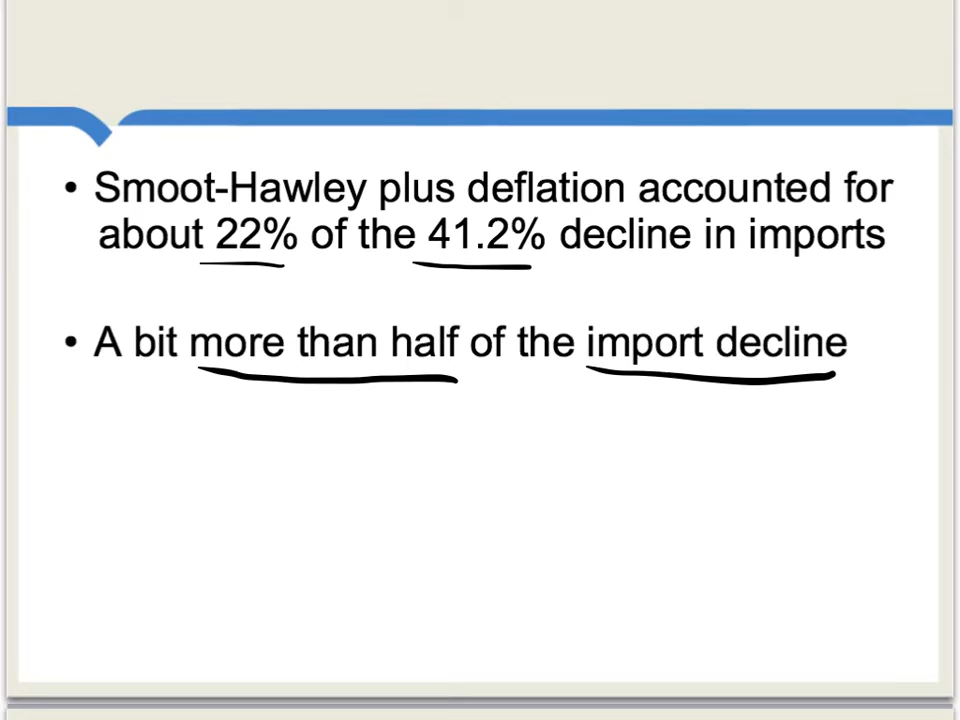 • Smoot-Hawley plus deflation accounted for
about 22% of the 41.2% decline in imports
• A bit more than half of the import decline